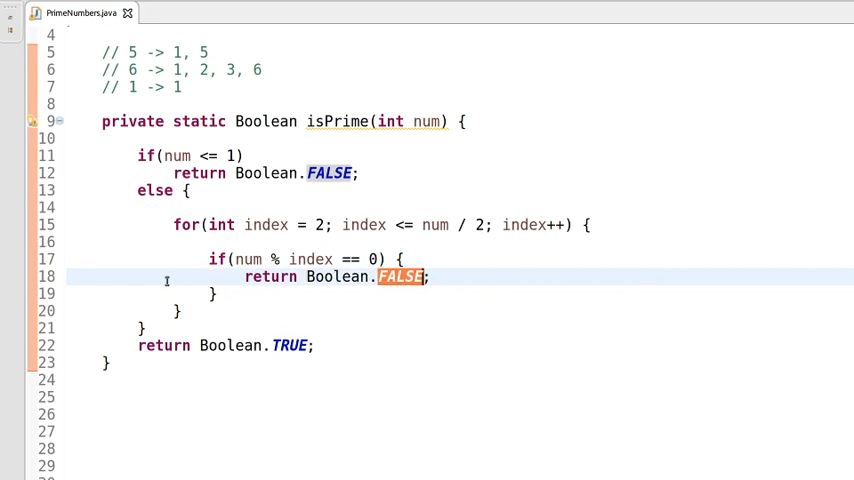 PrimeNumbers.java
4
5 // 5 -> 1, 5
6 // 6 -> 1, 2, 3, 6
7 // 1 -> 1
8
9 private static Boolean isPrime(int num) {
10
11 if(num <= 1)
12 return Boolean.FALSE;
13 else {
14
15 for(int index = 2; index <= num / 2; index++) {
16
17 if(num % index == 0) {
18 return Boolean.FALSE;
19 }
20 }
21 }
22 return Boolean.TRUE;
23 }
24
25
26
27
28
29